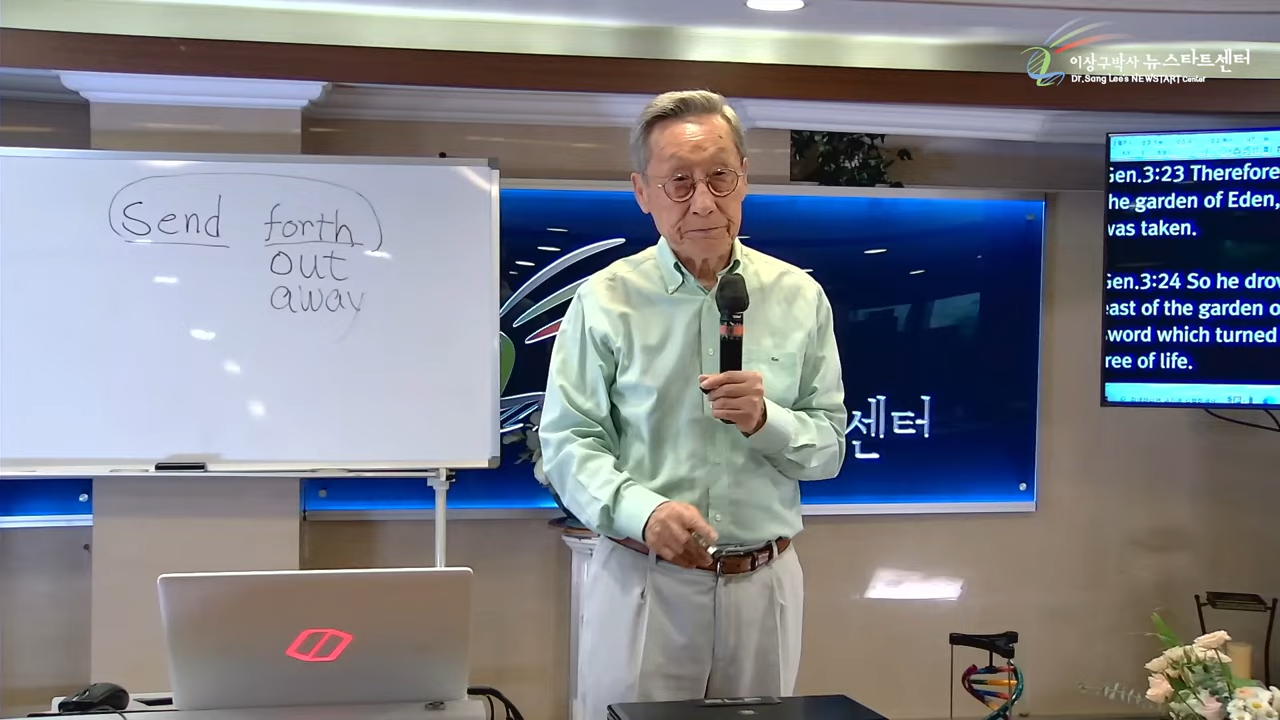 이상구박사 뉴스타트센터
Dr.Sang Lee's NEWSTART Center
Send forth
out
away
Gen.3:23 Therefore
he garden of Eden,
was taken.
Gen.3:24 So he drov
east of the garden o
sword which turned
ree of life.
센터